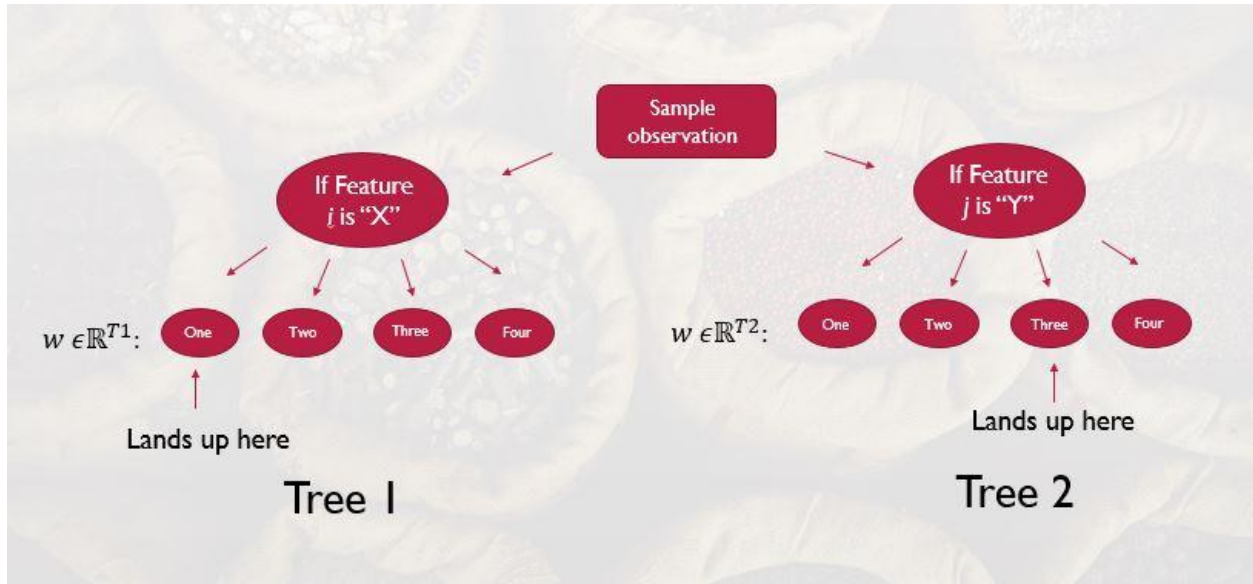 Sample
observation
If Feature
i is “X”
If Feature
j is “Y”
w ϵℝ^{T1}: One Two Three Four
w ϵℝ^{T2}: One Two Three Four
Lands up here
Lands up here
Tree 1
Tree 2